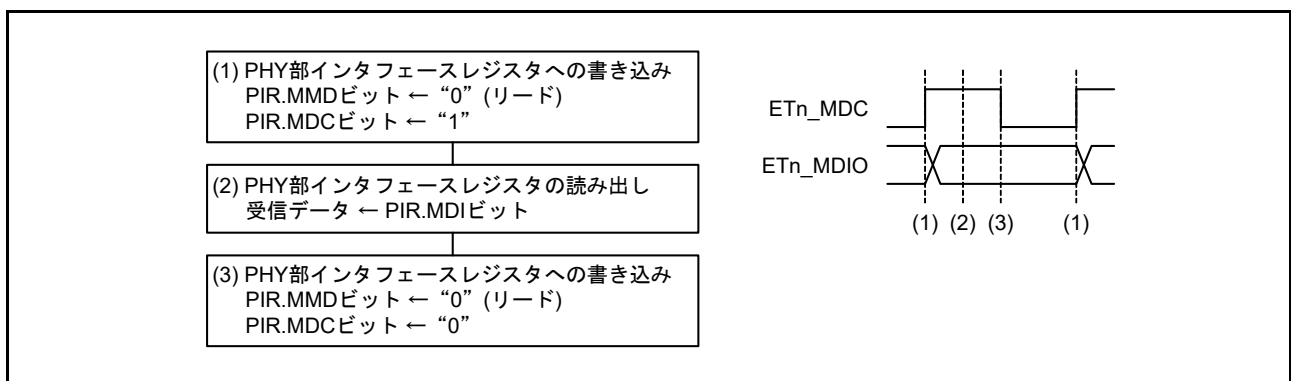 (1) PHY部インタフェースレジスタへの書き込み
PIR.MMDビット ← “0” (リード)
PIR.MDCビット ← “1”
(2) PHY部インタフェースレジスタの読み出し
受信データ ← PIR.MDIビット
(3) PHY部インタフェースレジスタへの書き込み
PIR.MMDビット ← “0” (リード)
PIR.MDCビット ← “0”
ETn_MDC
ETn_MDIO
(1) (2) (3) (1)